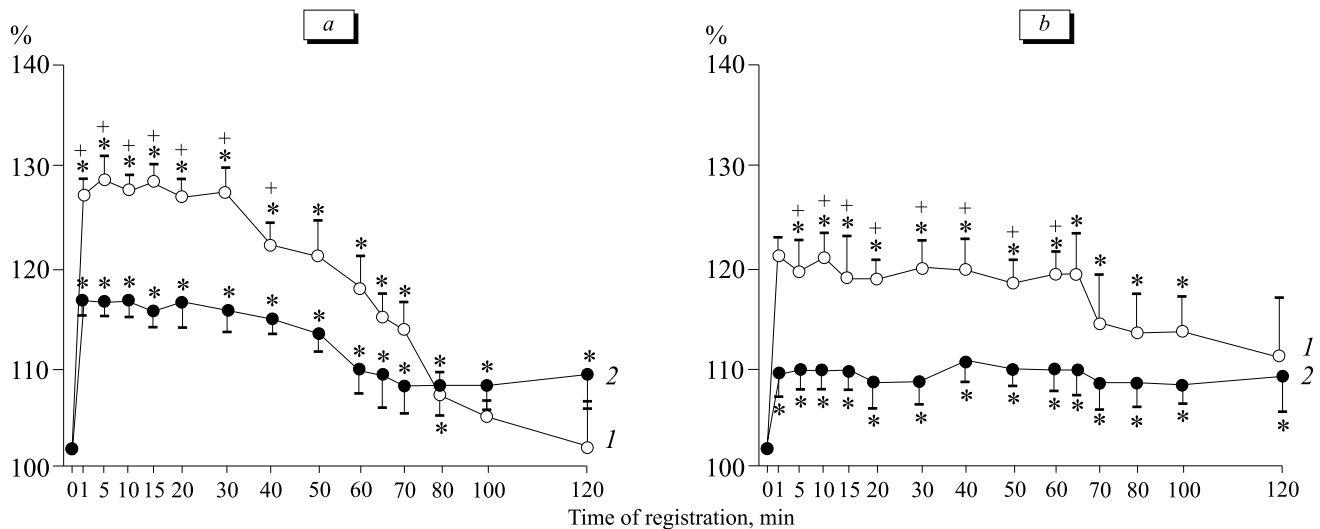 a
b
%
%
140
140
+ + + + + +
* * * * * *
130
130
+
+ + + + +
+ + +
* * * * * * * * *
* * * * *
120
120
* * * * * * *
* *
*
* * * * * *
110
110
1
2
2
* * * * * * * * * * * * * *
*
1
100
100
0 1 5 10 15 20 30 40 50 60 70 80 100 120
0 1 5 10 15 20 30 40 50 60 70 80 100 120
Time of registration, min